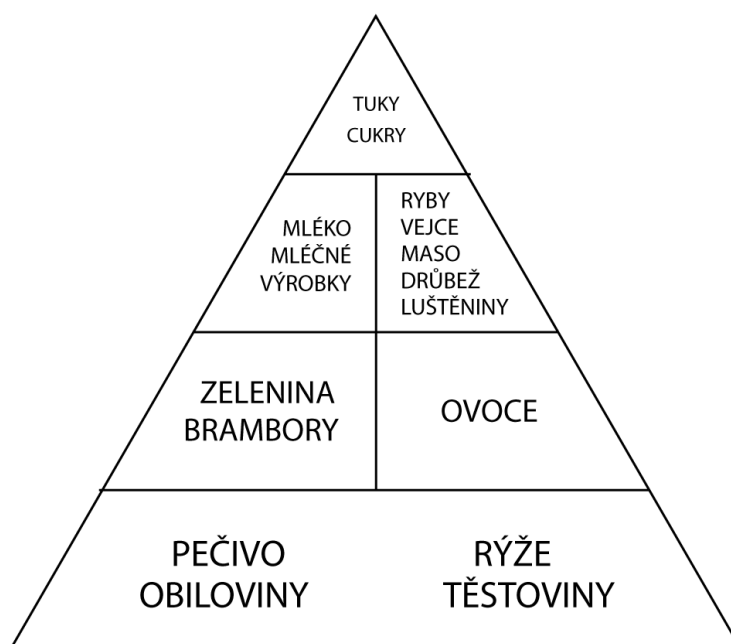 TUKY
CUKRY
MLÉKO
MLÉČNÉ
VÝROBKY
RYBY
VEJCE
MASO
DRŮBEŽ
LUŠTĚNINY
ZELENINA
BRAMBORY
OVOCE
PEČIVO
OBILOVINY
RÝŽE
TĚSTOVINY